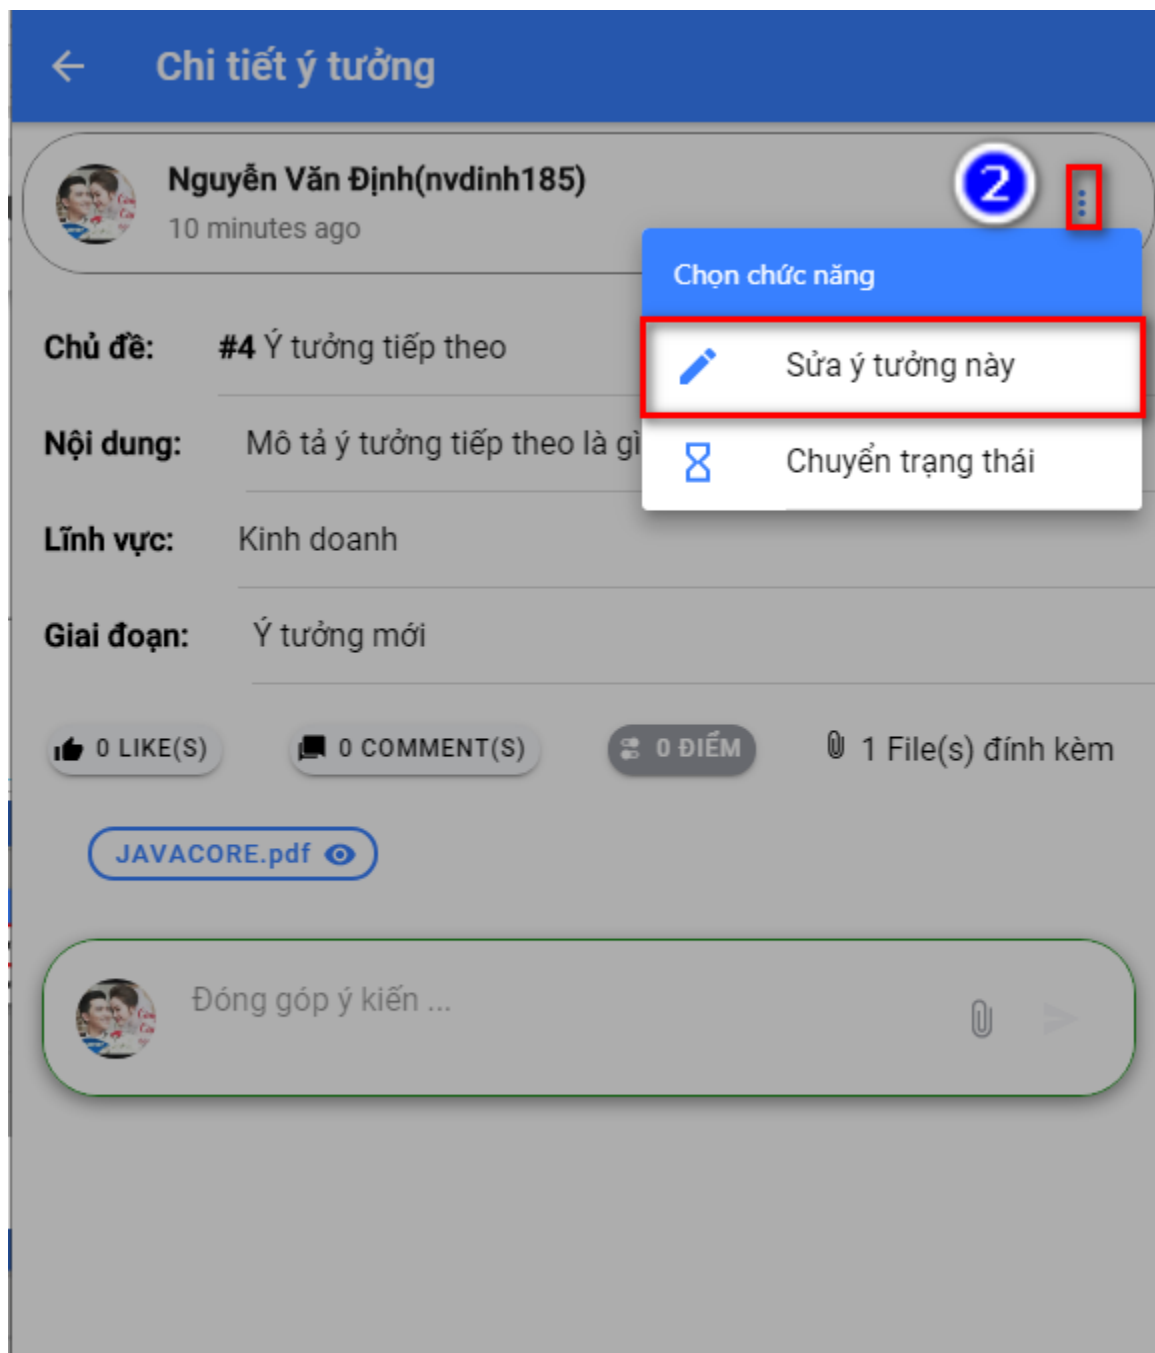 Chi tiết ý tưởng
Nguyễn Văn Định(nvdinh185)
2
10 minutes ago
Chọn chức năng
Sửa ý tưởng này
Chuyển trạng thái
Chủ đề: #4 Ý tưởng tiếp theo
Nội dung: Mô tả ý tưởng tiếp theo là gì
Lĩnh vực: Kinh doanh
Giai đoạn: Ý tưởng mới
0 LIKE(S) 0 COMMENT(S) 0 ĐIỂM 1 File(s) đính kèm
JAVACORE.pdf
Đóng góp ý kiến ...